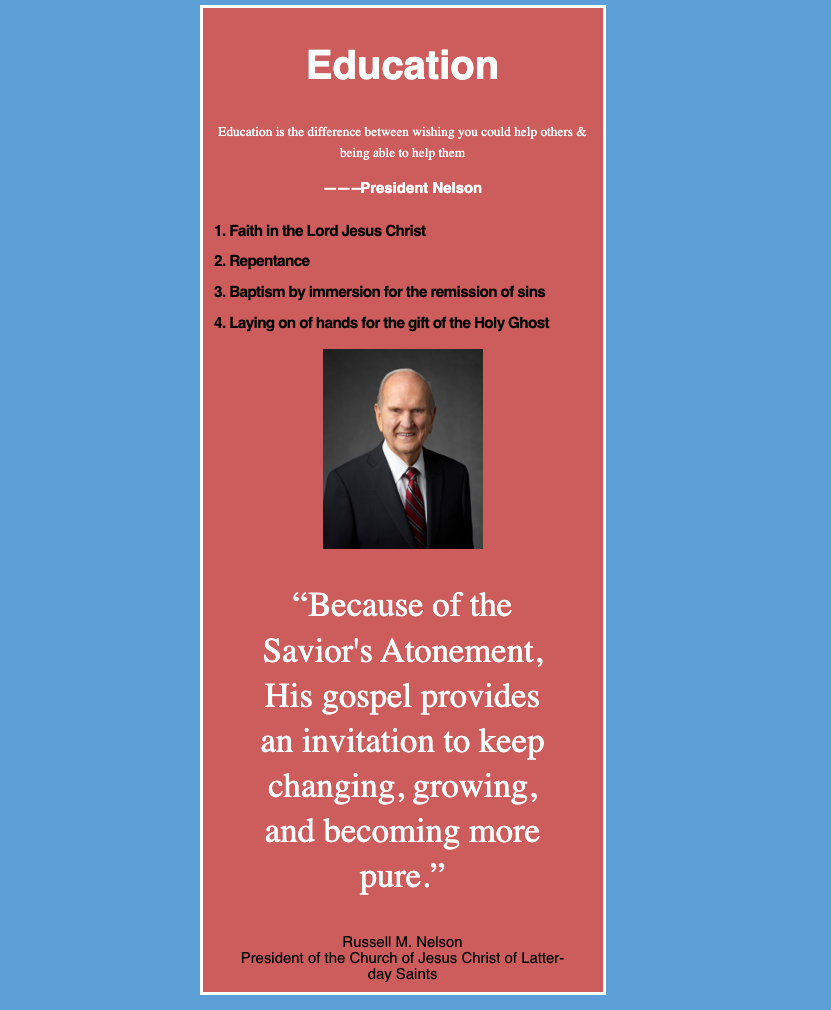 Education
Education is the difference between wishing you could help others &
being able to help them
———President Nelson
1. Faith in the Lord Jesus Christ
2. Repentance
3. Baptism by immersion for the remission of sins
4. Laying on of hands for the gift of the Holy Ghost
“Because of the
Savior's Atonement,
His gospel provides
an invitation to keep
changing, growing,
and becoming more
pure.”
Russell M. Nelson
President of the Church of Jesus Christ of Latter-
day Saints